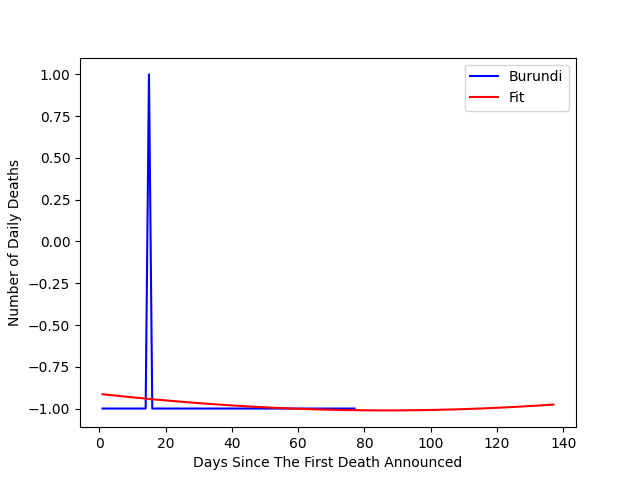 Burundi
Fit
1.00
0.75
0.50
0.25
0.00
−0.25
−0.50
−0.75
−1.00
Number of Daily Deaths
0 20 40 60 80 100 120 140
Days Since The First Death Announced